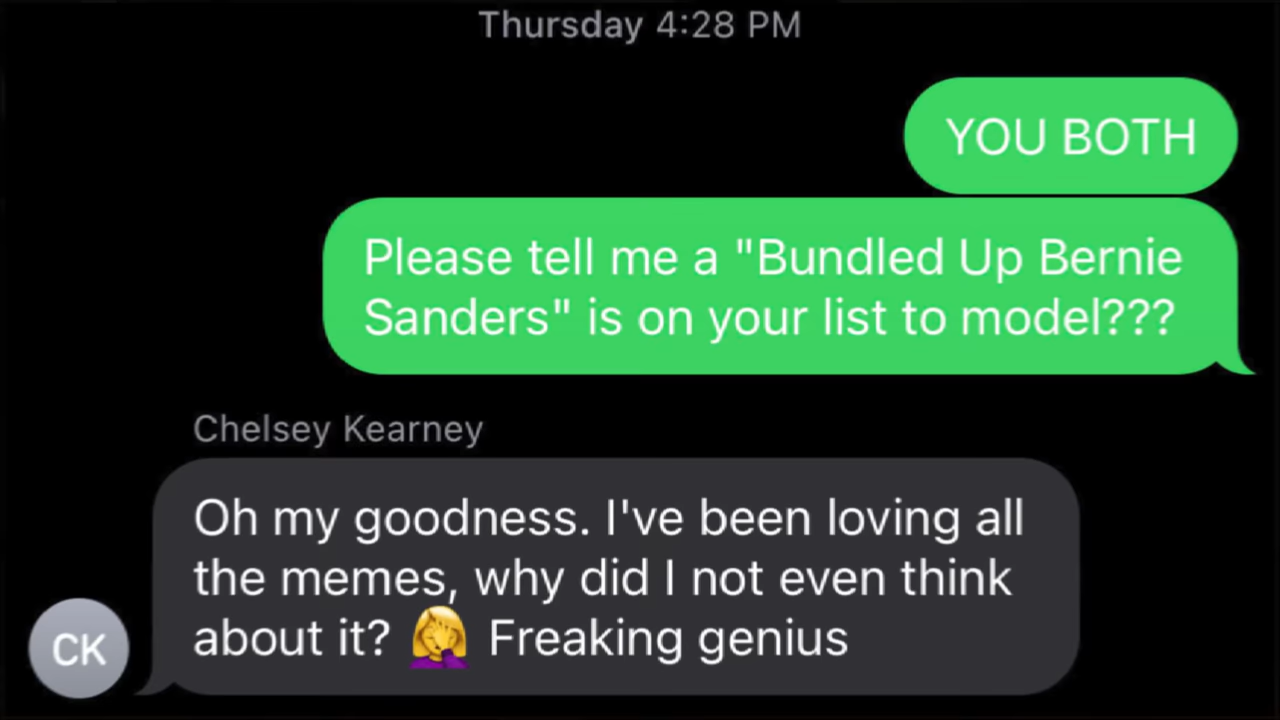 Thursday 4:28 PM
YOU BOTH
Please tell me a "Bundled Up Bernie
Sanders" is on your list to model???
Chelsey Kearney
Oh my goodness. I've been loving all
the memes, why did I not even think
about it? 🤦‍♀️ Freaking genius
CK